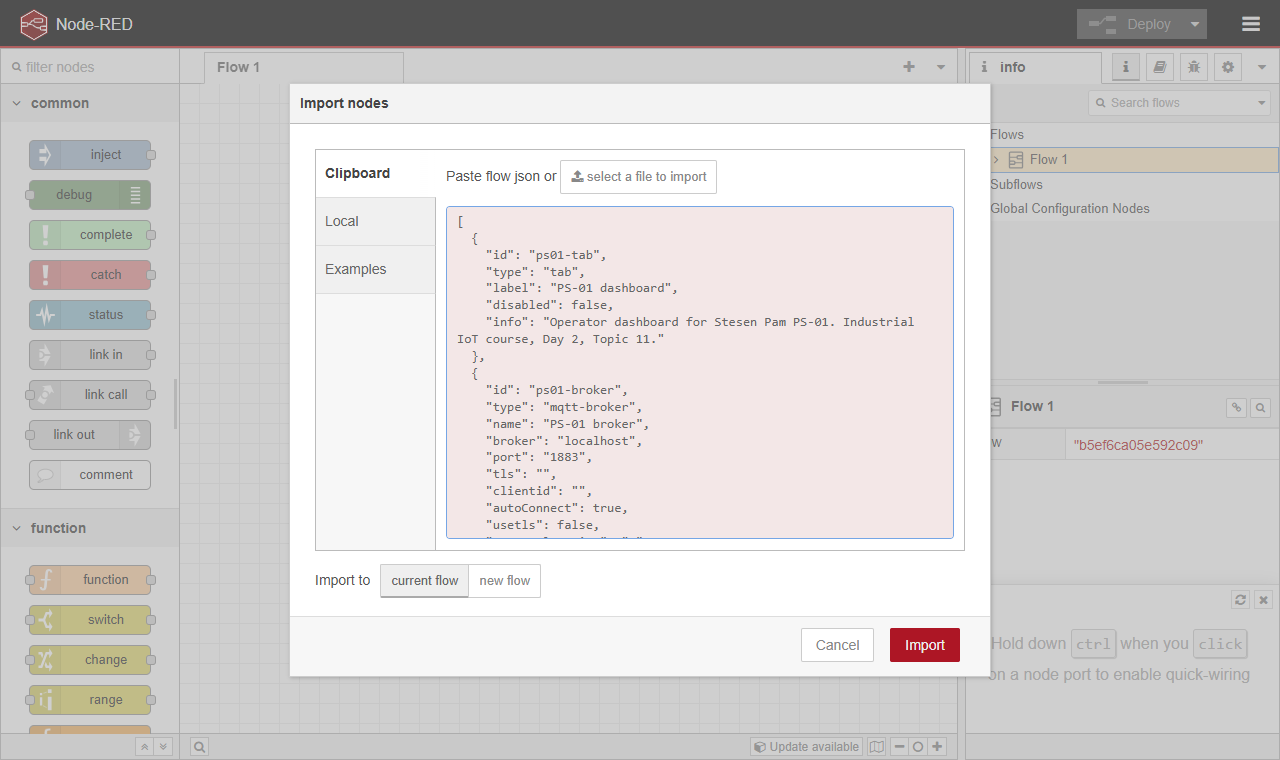 Node-RED
Deploy
filter nodes
Flow 1
info
common
Import nodes
Search flows
Flows
Flow 1
Subflows
Global Configuration Nodes
inject
debug
complete
catch
status
link in
link call
link out
comment
function
function
switch
change
range
Clipboard
Local
Examples
Paste flow json or
select a file to import
[
{
"id": "ps01-tab",
"type": "tab",
"label": "PS-01 dashboard",
"disabled": false,
"info": "Operator dashboard for Stesen Pam PS-01. Industrial
IoT course, Day 2, Topic 11."
},
{
"id": "ps01-broker",
"type": "mqtt-broker",
"name": "PS-01 broker",
"broker": "localhost",
"port": "1883",
"tls": "",
"clientid": "",
"autoConnect": true,
"usetls": false,
Import to
current flow
new flow
Cancel
Import
Flow 1
w
"b5ef6ca05e592c09"
Hold down ctrl when you click
on a node port to enable quick-wiring
Update available